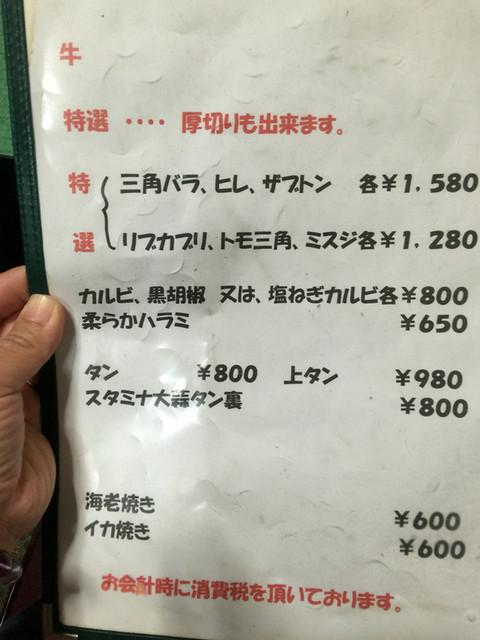 牛
特選 ・・・・ 厚切りも出来ます。
特 三角バラ、ヒレ、ザブトン 各￥1,580
選 リブカブリ、トモ三角、ミスジ各￥1,280
カルビ、黒胡椒 又は、塩ねぎカルビ各￥800
柔らかハラミ ￥650
タン ￥800 上タン ￥980
スタミナ大蒜タン裏 ￥800
海老焼き ￥600
イカ焼き ￥600
お会計時に消費税を頂いております。